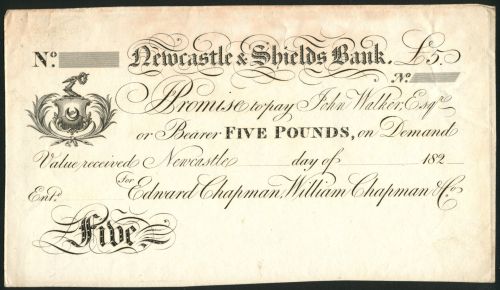 No. Newcastle & Shields Bank. £5
No.
I Promise to pay John Walker, Esqre.
or Bearer FIVE POUNDS, on Demand
Value received Newcastle day of 182
For Edward Chapman, William Chapman & Co.
Entd.
Five